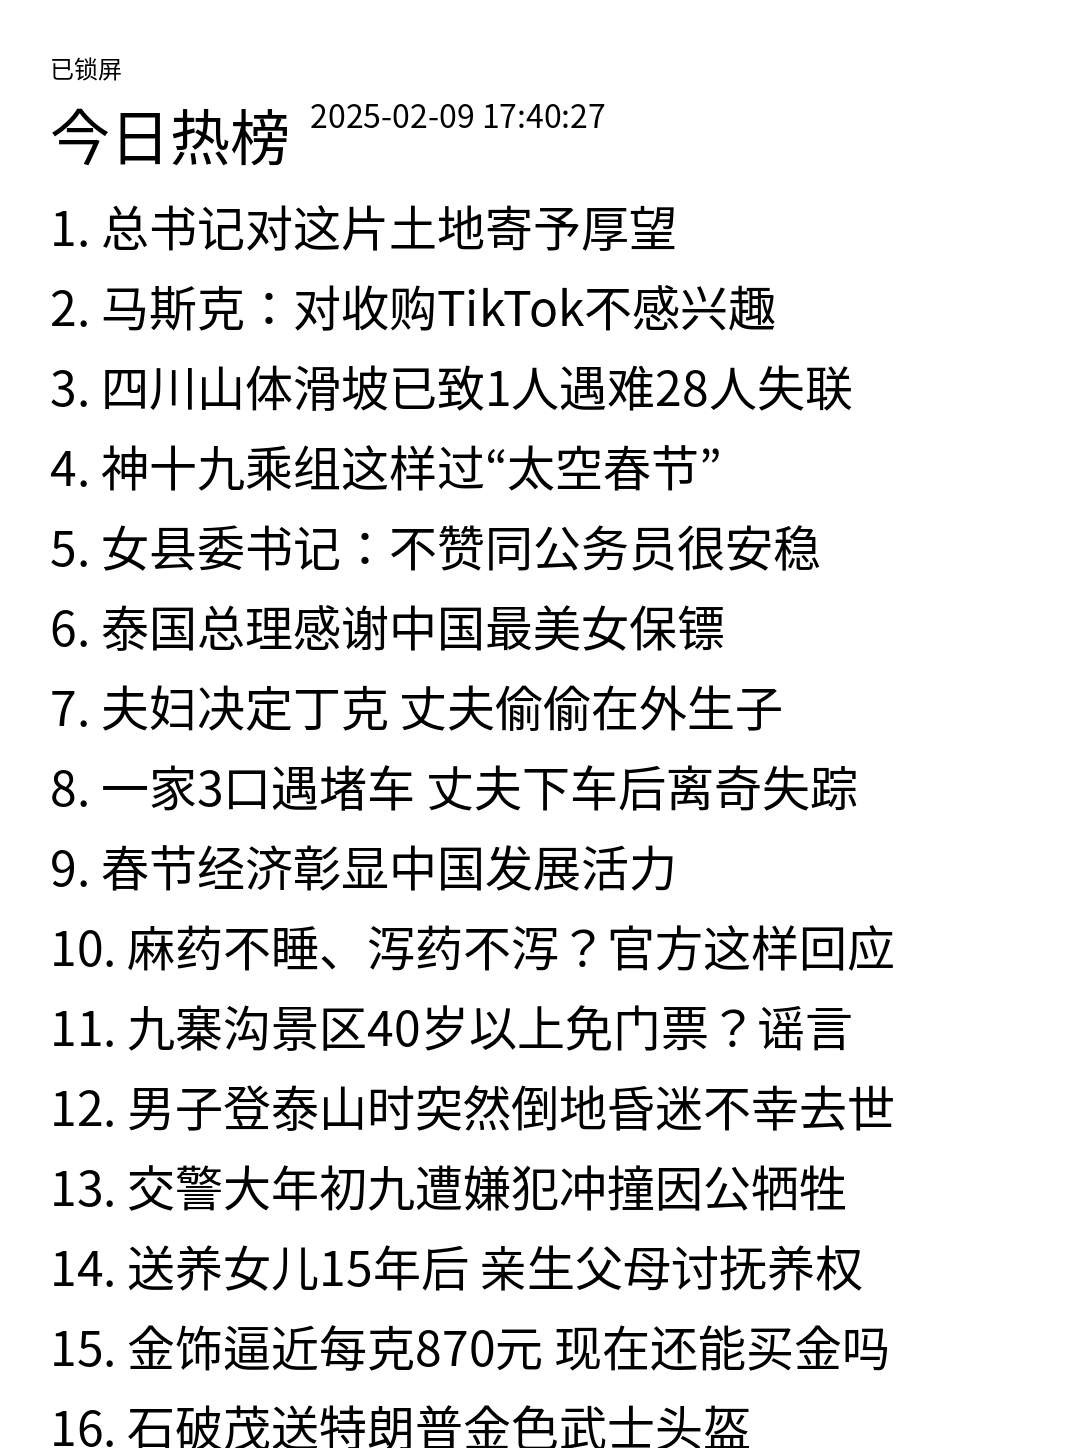 已锁屏
今日热榜 2025-02-09 17:40:27
1. 总书记对这片土地寄予厚望
2. 马斯克：对收购TikTok不感兴趣
3. 四川山体滑坡已致1人遇难28人失联
4. 神十九乘组这样过“太空春节”
5. 女县委书记：不赞同公务员很安稳
6. 泰国总理感谢中国最美女保镖
7. 夫妇决定丁克 丈夫偷偷在外生子
8. 一家3口遇堵车 丈夫下车后离奇失踪
9. 春节经济彰显中国发展活力
10. 麻药不睡、泻药不泻？官方这样回应
11. 九寨沟景区40岁以上免门票？谣言
12. 男子登泰山时突然倒地昏迷不幸去世
13. 交警大年初九遭嫌犯冲撞因公牺牲
14. 送养女儿15年后 亲生父母讨抚养权
15. 金饰逼近每克870元 现在还能买金吗
16. 石破茂送特朗普金色武士头盔